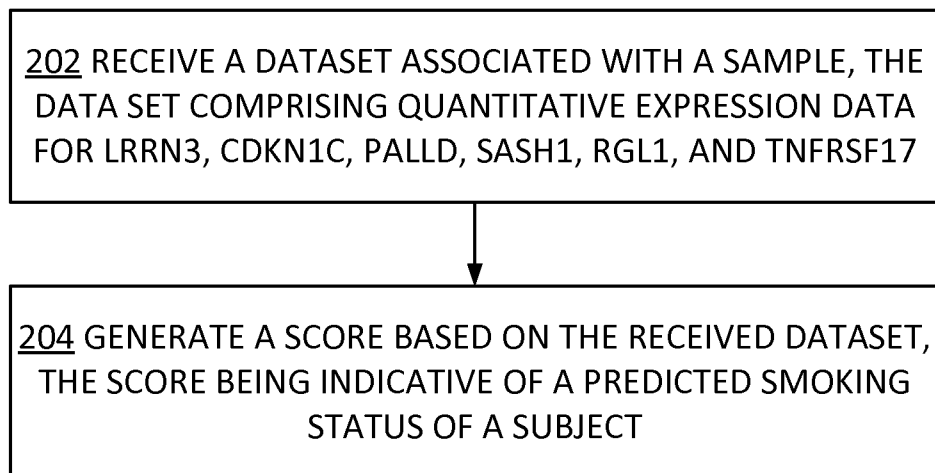 202 RECEIVE A DATASET ASSOCIATED WITH A SAMPLE, THE
DATA SET COMPRISING QUANTITATIVE EXPRESSION DATA
FOR LRRN3, CDKN1C, PALLD, SASH1, RGL1, AND TNFRSF17
204 GENERATE A SCORE BASED ON THE RECEIVED DATASET,
THE SCORE BEING INDICATIVE OF A PREDICTED SMOKING
STATUS OF A SUBJECT